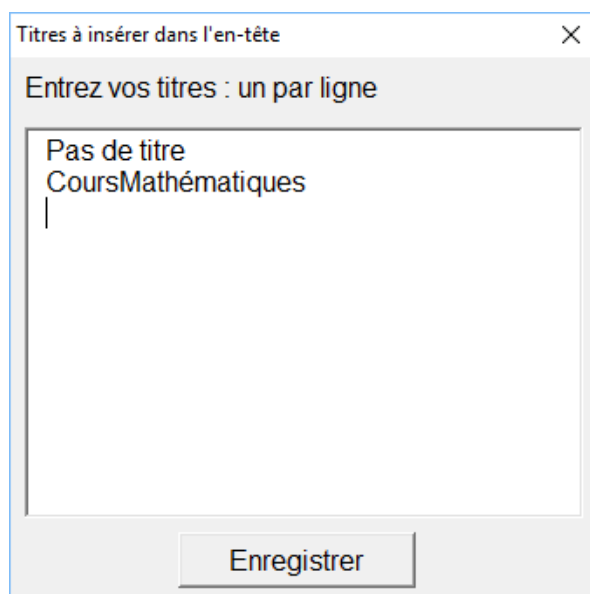 Titres à insérer dans l'en-tête
Entrez vos titres : un par ligne
Pas de titre
CoursMathématiques
Enregistrer